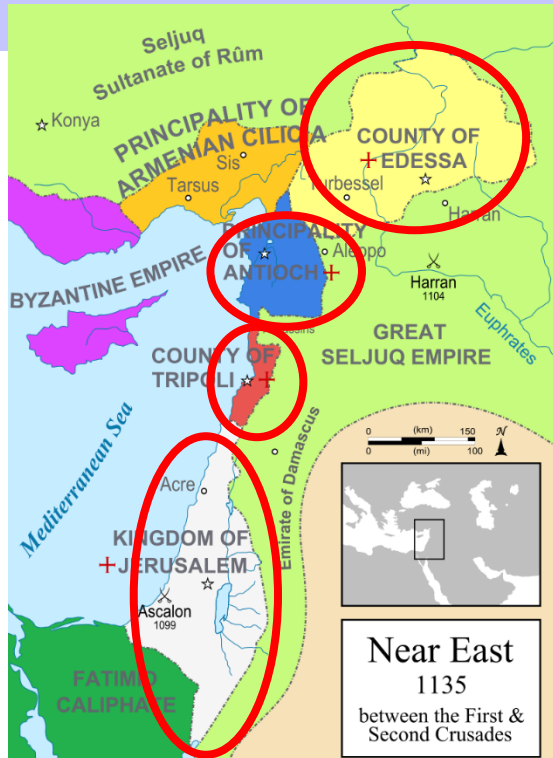 Seljuq
Sultanate of Rûm
Konya
PRINCIPALITY OF
ARMENIAN CILICIA
Sis
Tarsus
COUNTY OF
EDESSA
Turbessel
Harran
PRINCIPALITY
OF
ANTIOCH
Aleppo
BYZANTINE EMPIRE
Harran
1104
Euphrates
GREAT
SELJUQ EMPIRE
COUNTY OF
TRIPOLI
Mediterranean Sea
Emirate of Damascus
0 (km) 150
0 (mi) 100
N
Acre
KINGDOM OF
JERUSALEM
Ascalon
1099
FATIMID
CALIPHATE
Near East
1135
between the First &
Second Crusades